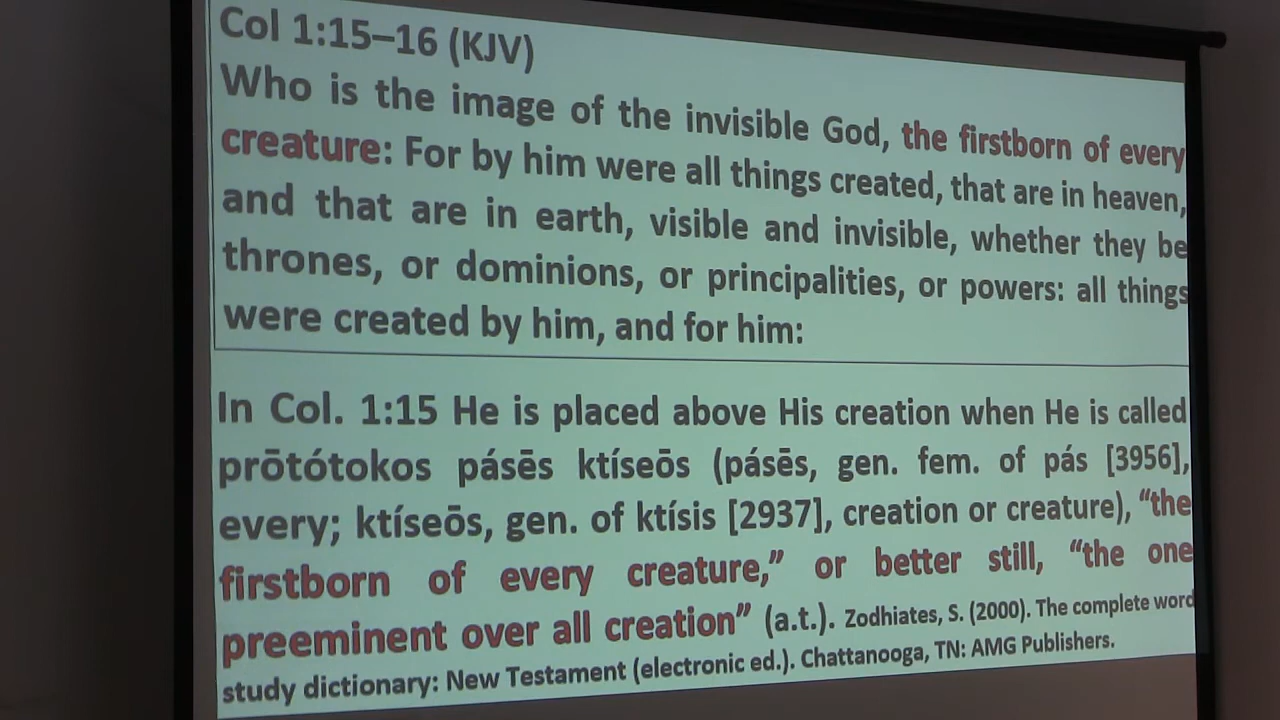 Col 1:15–16 (KJV)
Who is the image of the invisible God, the firstborn of every
creature: For by him were all things created, that are in heaven,
and that are in earth, visible and invisible, whether they be
thrones, or dominions, or principalities, or powers: all things
were created by him, and for him:
In Col. 1:15 He is placed above His creation when He is called
prōtótokos pásēs ktíseōs (pásēs, gen. fem. of pás [3956],
every; ktíseōs, gen. of ktísis [2937], creation or creature), “the
firstborn of every creature,” or better still, “the one
preeminent over all creation” (a.t.). Zodhiates, S. (2000). The complete word
study dictionary: New Testament (electronic ed.). Chattanooga, TN: AMG Publishers.